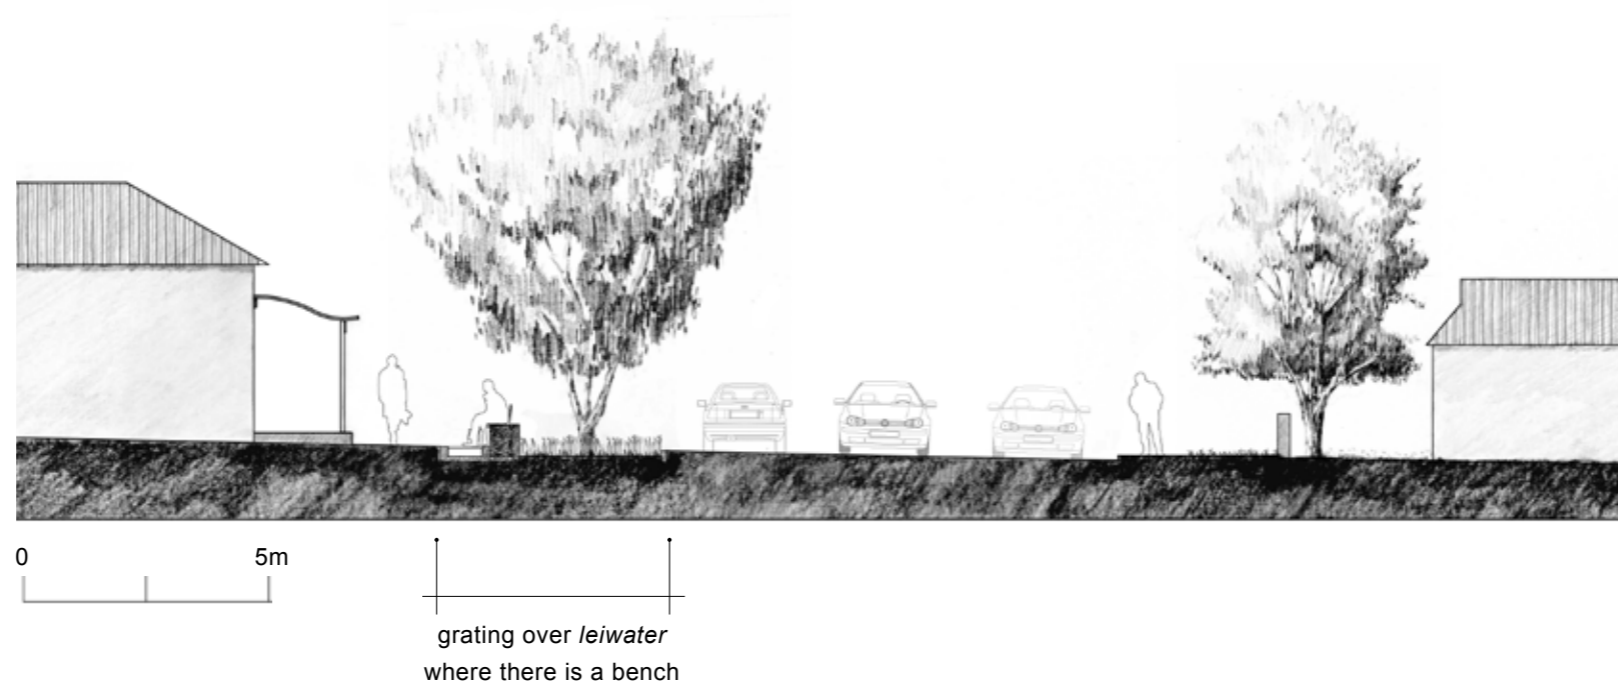 0 5m
grating over leiwater
where there is a bench